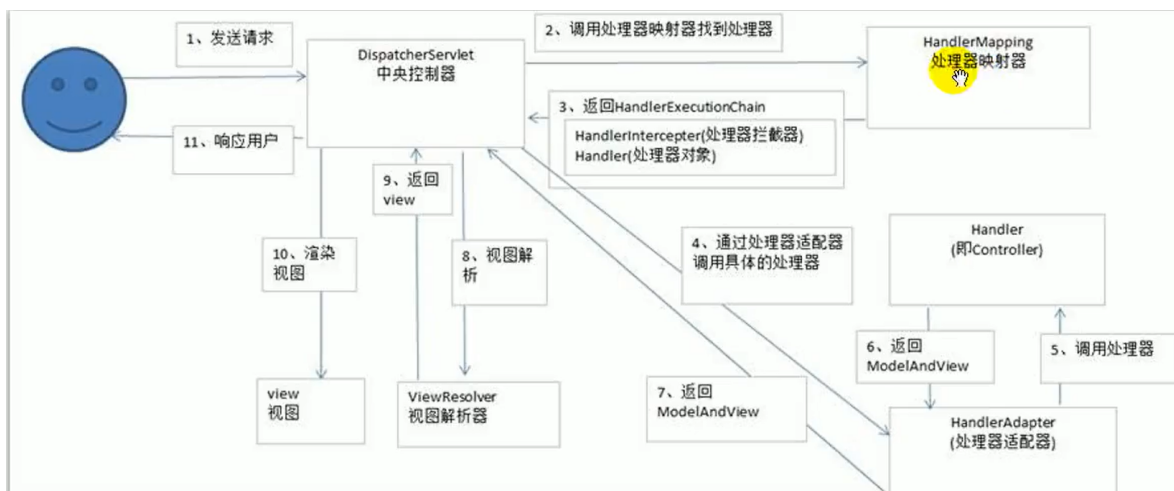 1、发送请求
DispatcherServlet
中央控制器
2、调用处理器映射器找到处理器
HandlerMapping
处理器映射器
3、返回HandlerExecutionChain
HandlerIntercepter(处理器拦截器)
Handler(处理器对象)
11、响应用户
9、返回
view
10、渲染
视图
8、视图解
析
4、通过处理器适配器
调用具体的处理器
Handler
(即Controller)
6、返回
ModelAndView
5、调用处理器
7、返回
ModelAndView
view
视图
ViewResolver
视图解析器
HandlerAdapter
(处理器适配器)